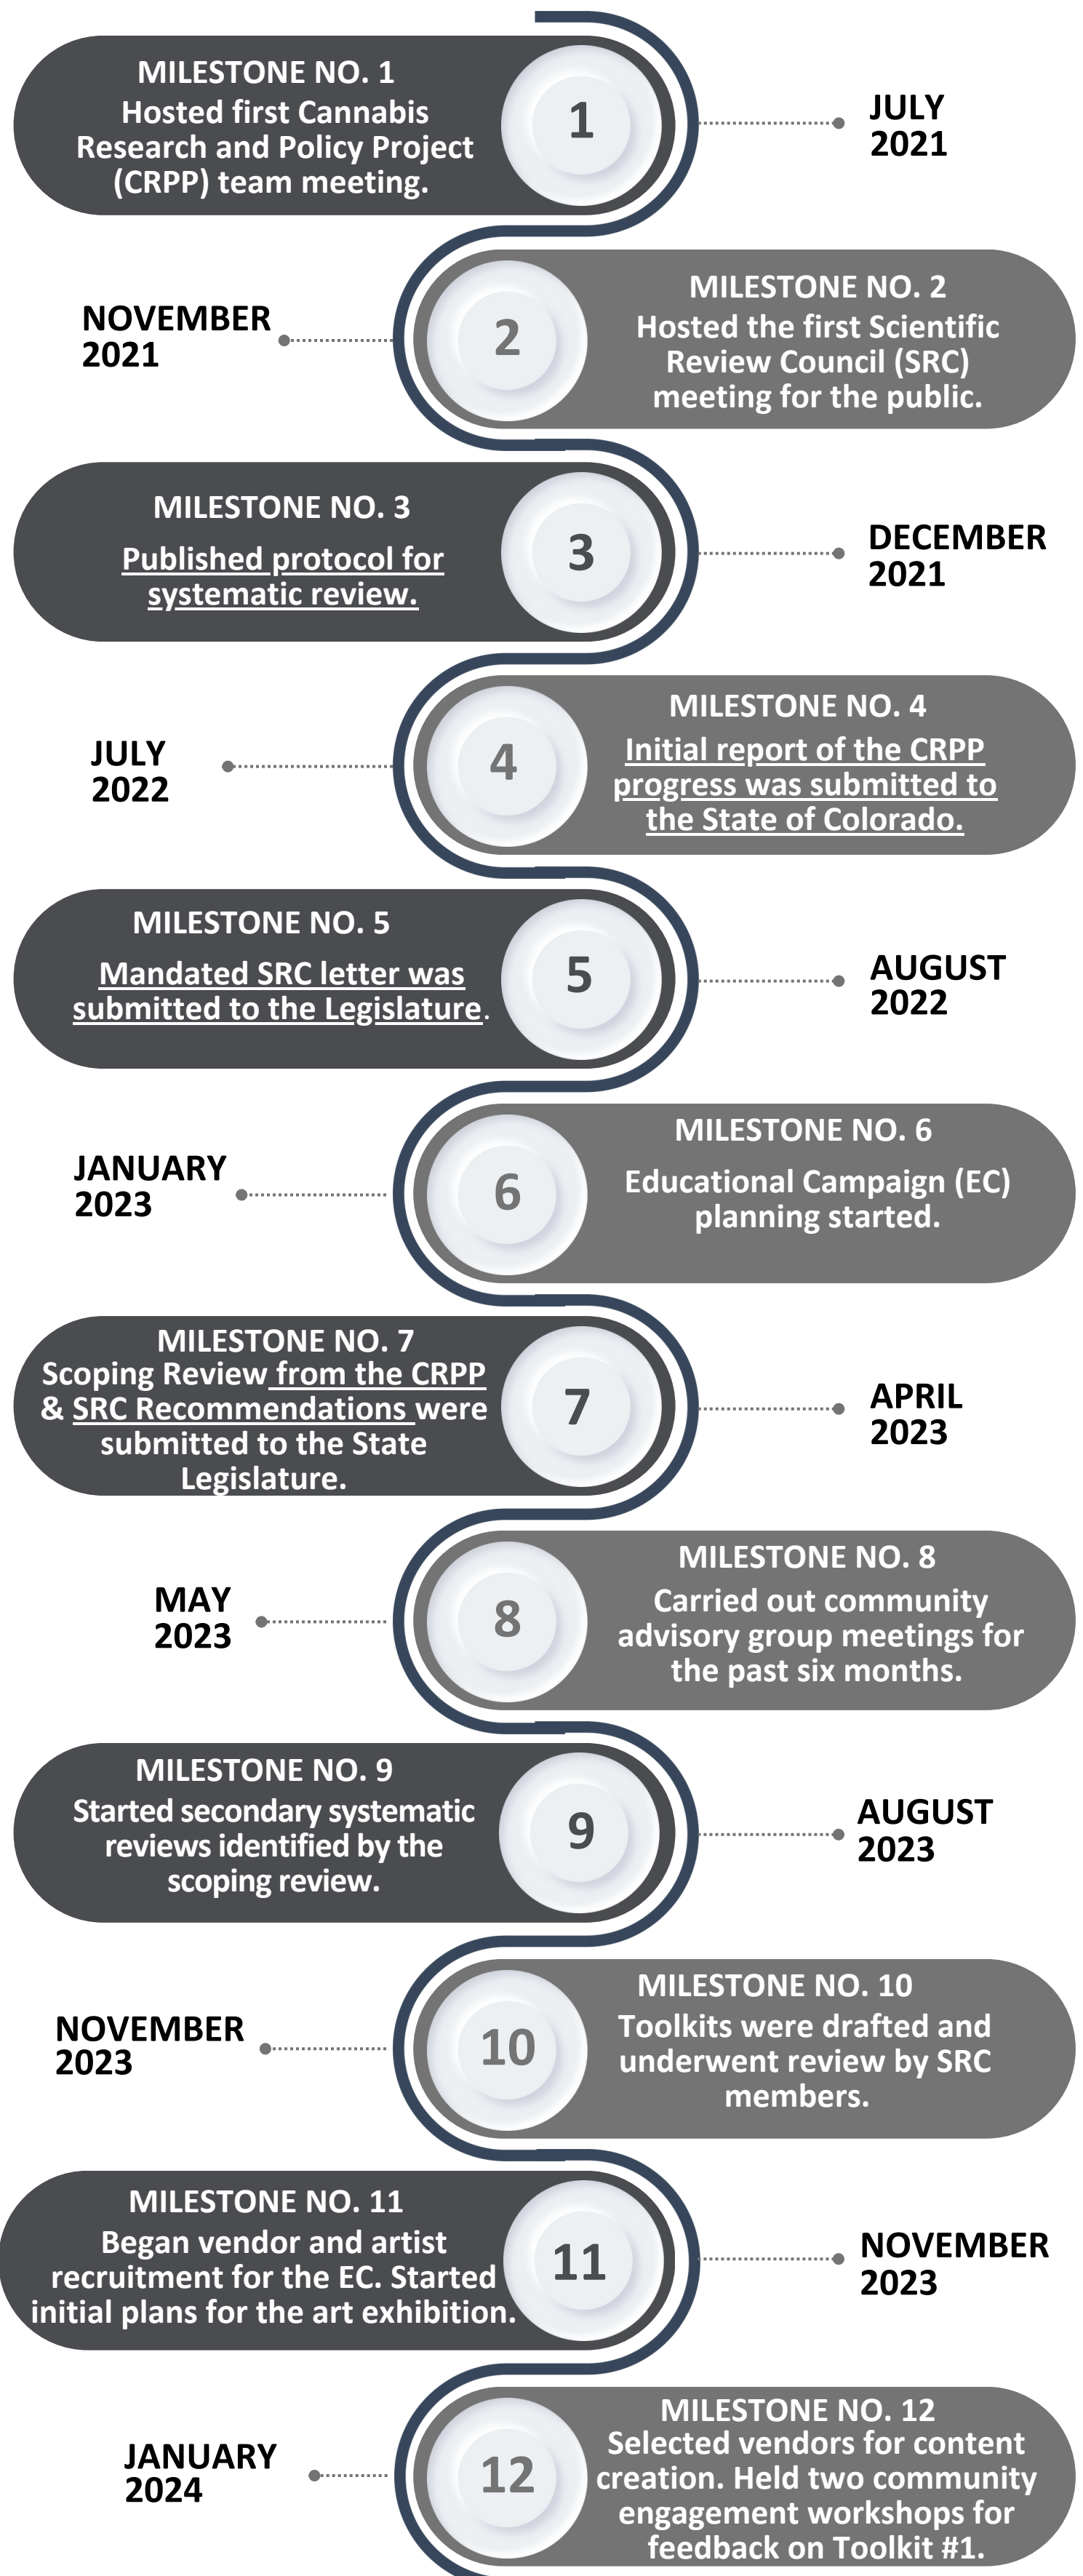 MILESTONE NO. 1
Hosted first Cannabis
Research and Policy Project
(CRPP) team meeting.
1
JULY
2021
NOVEMBER
2021
2
MILESTONE NO. 2
Hosted the first Scientific
Review Council (SRC)
meeting for the public.
MILESTONE NO. 3
Published protocol for
systematic review.
3
DECEMBER
2021
JULY
2022
4
MILESTONE NO. 4
Initial report of the CRPP
progress was submitted to
the State of Colorado.
MILESTONE NO. 5
Mandated SRC letter was
submitted to the Legislature.
5
AUGUST
2022
JANUARY
2023
6
MILESTONE NO. 6
Educational Campaign (EC)
planning started.
MILESTONE NO. 7
Scoping Review from the CRPP
& SRC Recommendations were
submitted to the State
Legislature.
7
APRIL
2023
MAY
2023
8
MILESTONE NO. 8
Carried out community
advisory group meetings for
the past six months.
MILESTONE NO. 9
Started secondary systematic
reviews identified by the
scoping review.
9
AUGUST
2023
NOVEMBER
2023
10
MILESTONE NO. 10
Toolkits were drafted and
underwent review by SRC
members.
MILESTONE NO. 11
Began vendor and artist
recruitment for the EC. Started
initial plans for the art exhibition.
11
NOVEMBER
2023
JANUARY
2024
12
MILESTONE NO. 12
Selected vendors for content
creation. Held two community
engagement workshops for
feedback on Toolkit #1.